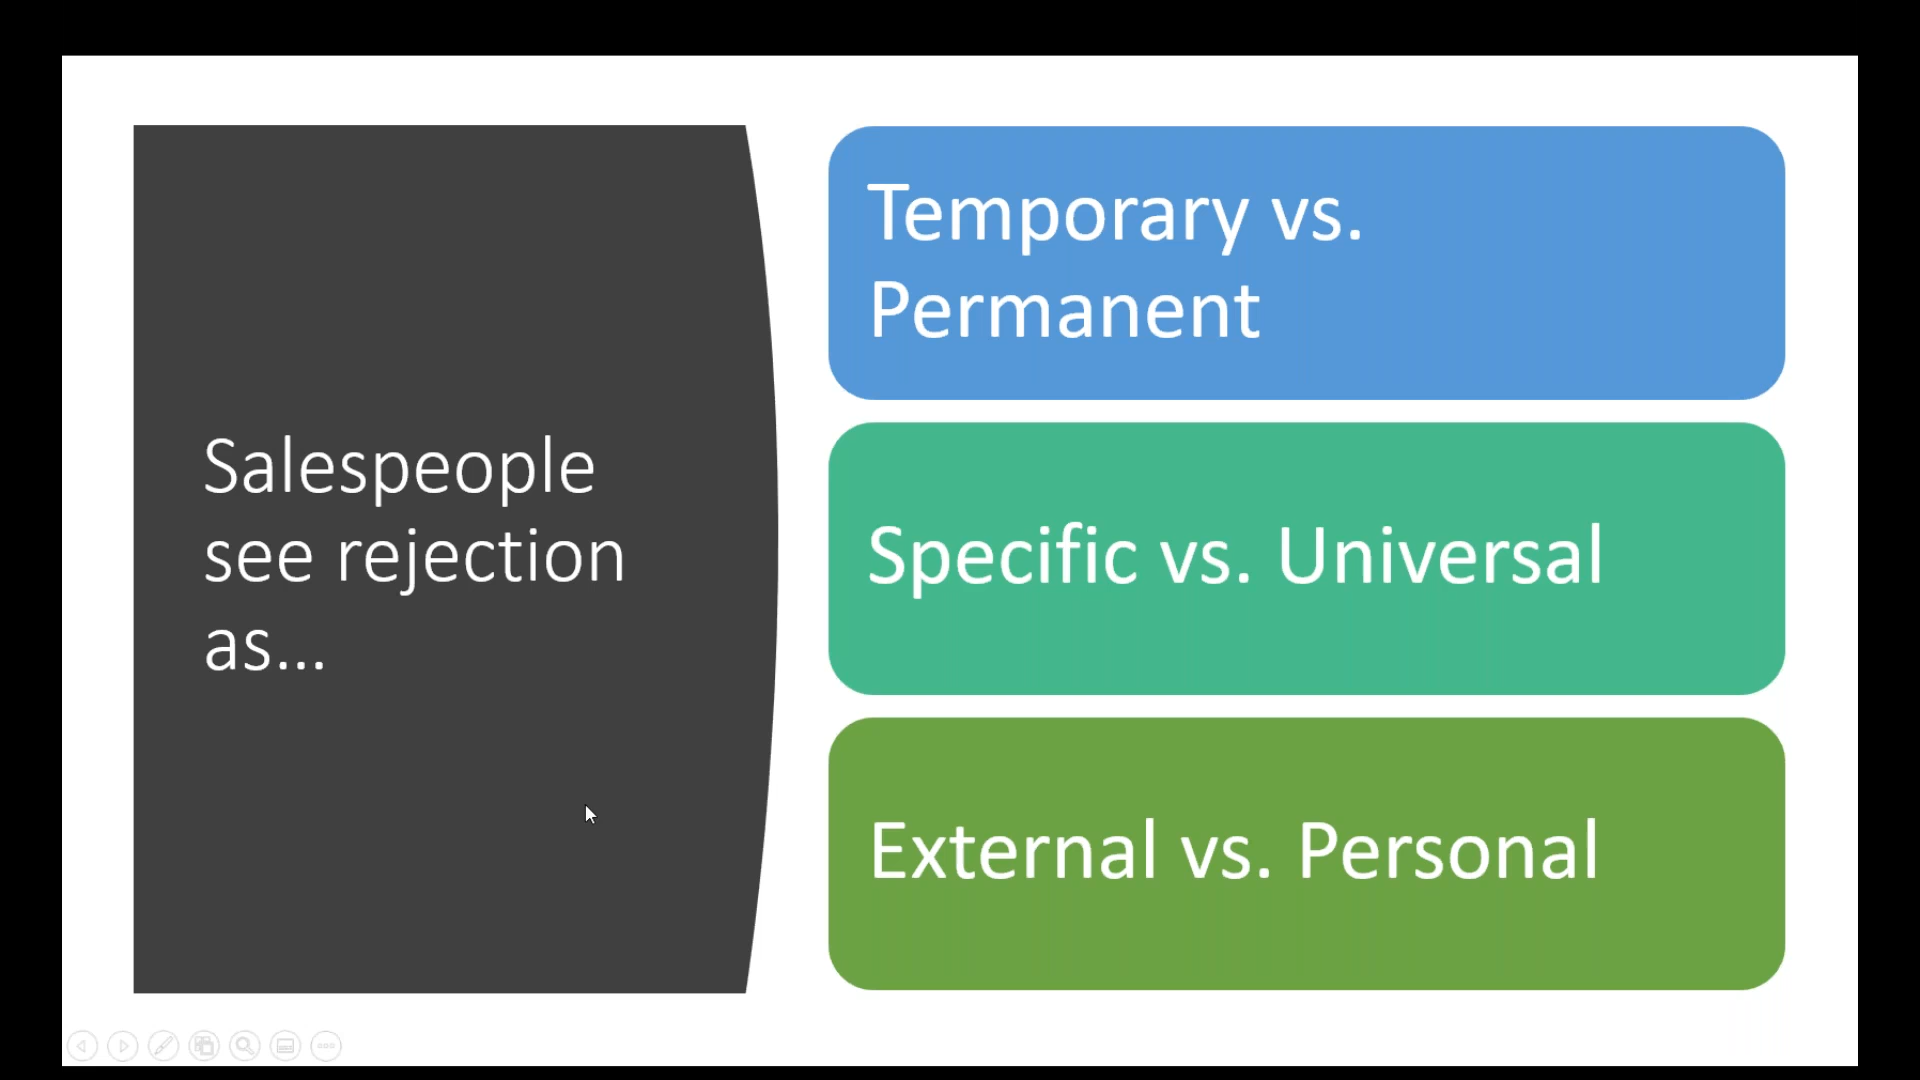 Salespeople
see rejection
as...
Temporary vs.
Permanent
Specific vs. Universal
External vs. Personal